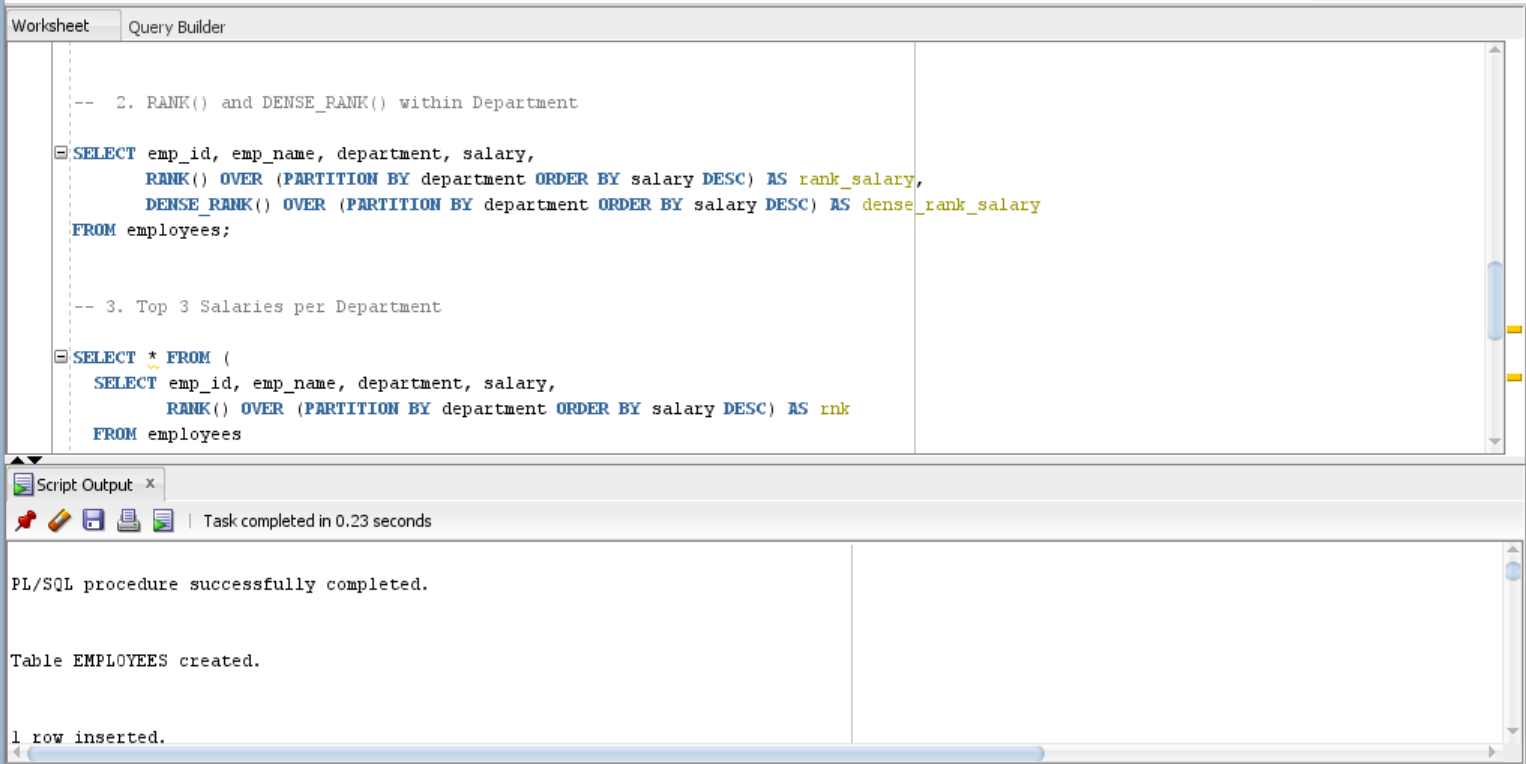 Worksheet Query Builder
-- 2. RANK() and DENSE_RANK() within Department
SELECT emp_id, emp_name, department, salary,
RANK() OVER (PARTITION BY department ORDER BY salary DESC) AS rank_salary,
DENSE_RANK() OVER (PARTITION BY department ORDER BY salary DESC) AS dense_rank_salary
FROM employees;
-- 3. Top 3 Salaries per Department
SELECT * FROM (
SELECT emp_id, emp_name, department, salary,
RANK() OVER (PARTITION BY department ORDER BY salary DESC) AS rnk
FROM employees
Script Output x
Task completed in 0.23 seconds
PL/SQL procedure successfully completed.
Table EMPLOYEES created.
1 row inserted.